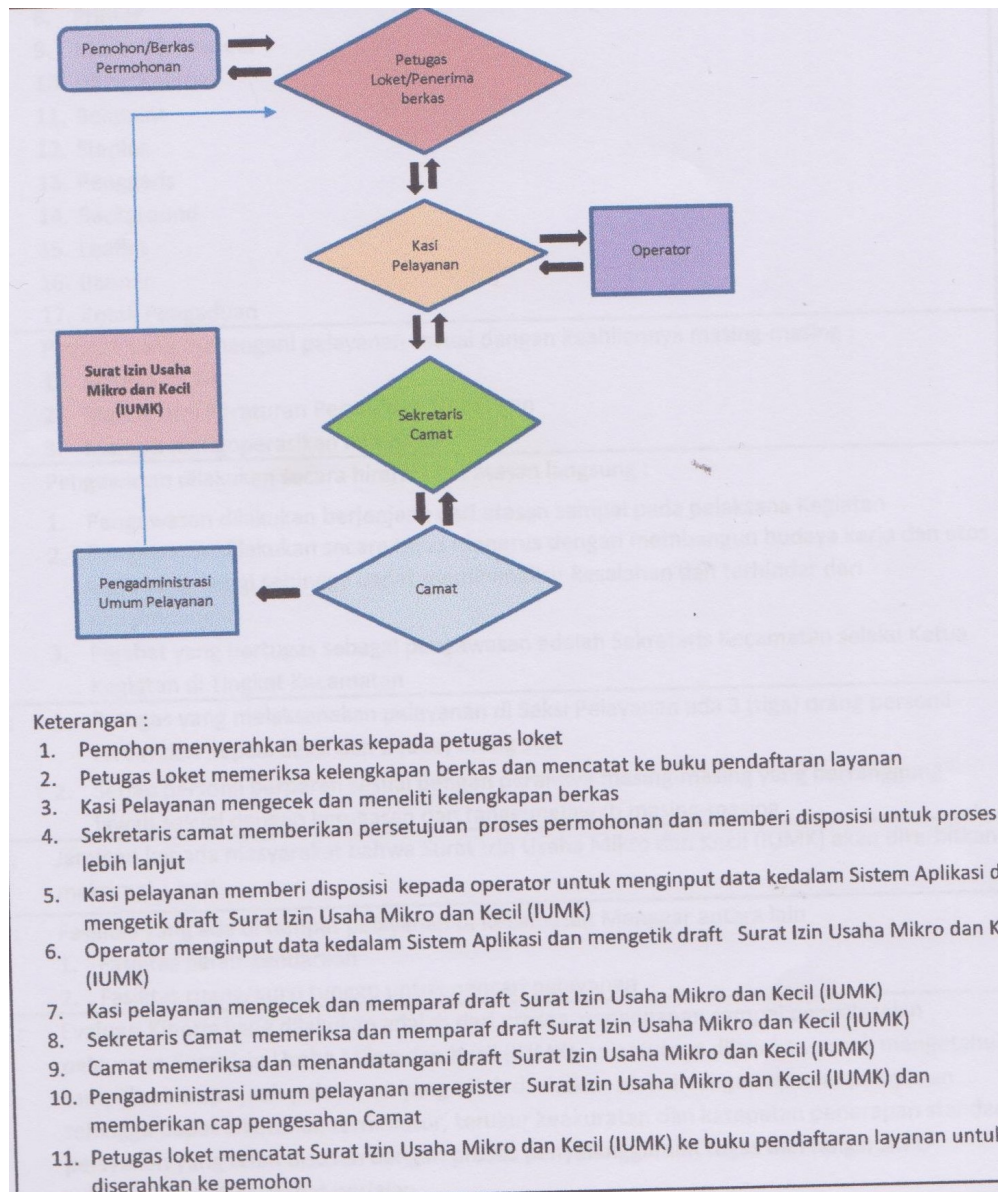 Pemohon/Berkas
Permohonan
Petugas
Loket/Penerima
berkas
Kasi
Pelayanan
Operator
Surat Izin Usaha
Mikro dan Kecil
(IUMK)
Sekretaris
Camat
Pengadministrasi
Umum Pelayanan
Camat
Keterangan :
1. Pemohon menyerahkan berkas kepada petugas loket
2. Petugas Loket memeriksa kelengkapan berkas dan mencatat ke buku pendaftaran layanan
3. Kasi Pelayanan mengecek dan meneliti kelengkapan berkas
4. Sekretaris camat memberikan persetujuan proses permohonan dan memberi disposisi untuk proses
lebih lanjut
5. Kasi pelayanan memberi disposisi kepada operator untuk menginput data kedalam Sistem Aplikasi d
mengetik draft Surat Izin Usaha Mikro dan Kecil (IUMK)
6. Operator menginput data kedalam Sistem Aplikasi dan mengetik draft Surat Izin Usaha Mikro dan K
(IUMK)
7. Kasi pelayanan mengecek dan memparaf draft Surat Izin Usaha Mikro dan Kecil (IUMK)
8. Sekretaris Camat memeriksa dan memparaf draft Surat Izin Usaha Mikro dan Kecil (IUMK)
9. Camat memeriksa dan menandatangani draft Surat Izin Usaha Mikro dan Kecil (IUMK)
10. Pengadministrasi umum pelayanan meregister Surat Izin Usaha Mikro dan Kecil (IUMK) dan
memberikan cap pengesahan Camat
11. Petugas loket mencatat Surat Izin Usaha Mikro dan Kecil (IUMK) ke buku pendaftaran layanan untu
diserahkan ke pemohon